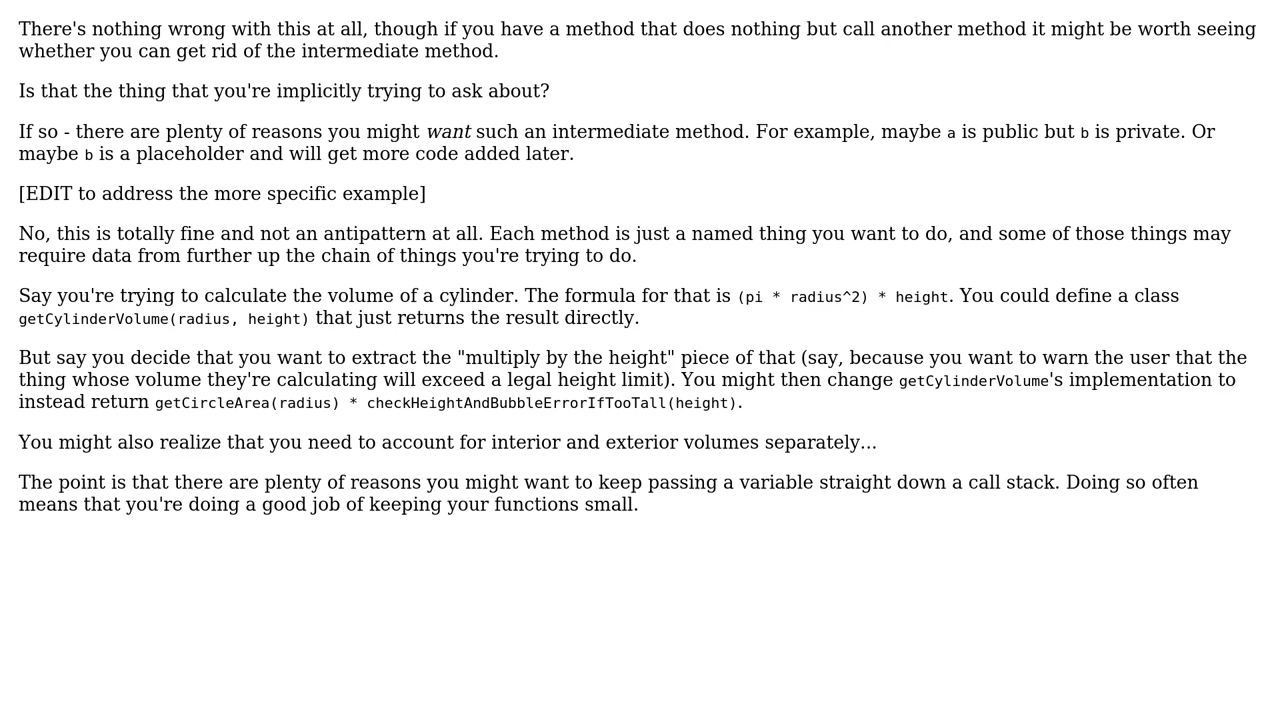 There's nothing wrong with this at all, though if you have a method that does nothing but call another method it might be worth seeing
whether you can get rid of the intermediate method.
Is that the thing that you're implicitly trying to ask about?
If so - there are plenty of reasons you might want such an intermediate method. For example, maybe a is public but b is private. Or
maybe b is a placeholder and will get more code added later.
[EDIT to address the more specific example]
No, this is totally fine and not an antipattern at all. Each method is just a named thing you want to do, and some of those things may
require data from further up the chain of things you're trying to do.
Say you're trying to calculate the volume of a cylinder. The formula for that is (pi * radius^2) * height. You could define a class
getCylinderVolume(radius, height) that just returns the result directly.
But say you decide that you want to extract the "multiply by the height" piece of that (say, because you want to warn the user that the
thing whose volume they're calculating will exceed a legal height limit). You might then change getCylinderVolume's implementation to
instead return getCircleArea(radius) * checkHeightAndBubbleErrorIfTooTall(height).
You might also realize that you need to account for interior and exterior volumes separately...
The point is that there are plenty of reasons you might want to keep passing a variable straight down a call stack. Doing so often
means that you're doing a good job of keeping your functions small.